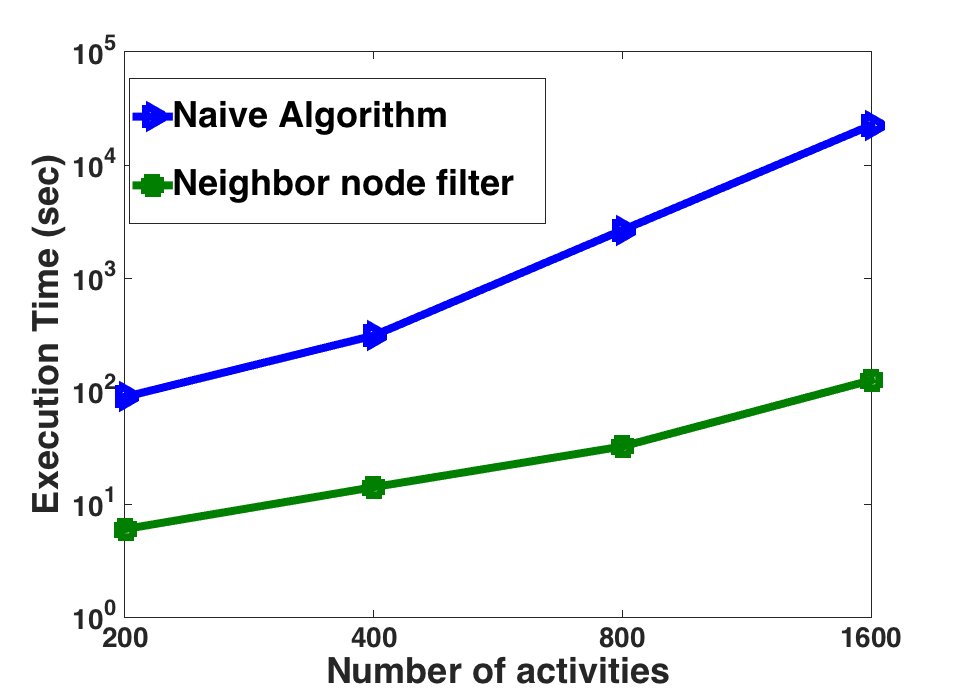 10^5
10^4
10^3
10^2
10^1
10^0
Execution Time (sec)
Naive Algorithm
Neighbor node filter
200 400 800 1600
Number of activities